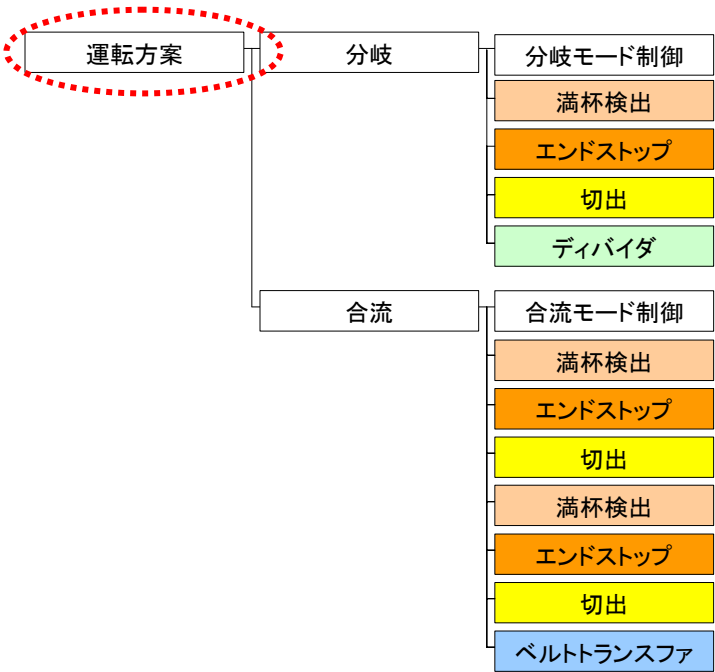 運転方案
分岐
分岐モード制御
満杯検出
エンドストップ
切出
ディバイダ
合流
合流モード制御
満杯検出
エンドストップ
切出
満杯検出
エンドストップ
切出
ベルトトランスファ